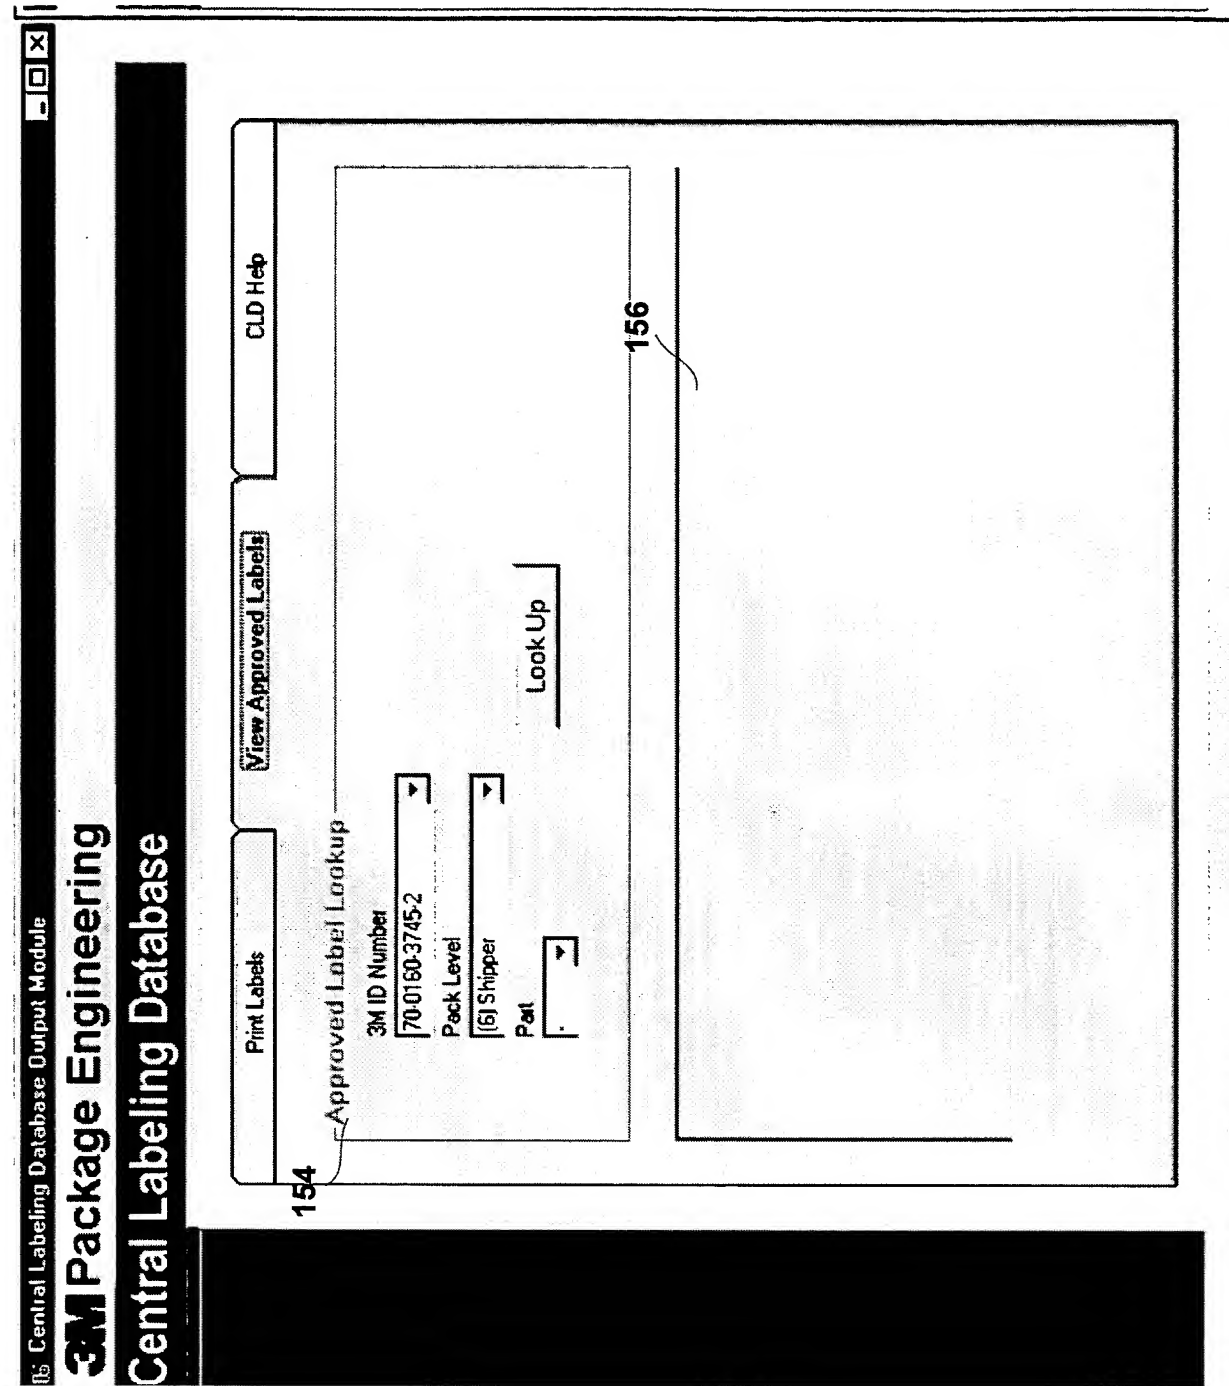 Central Labeling Database Output Module
3M Package Engineering
Central Labeling Database
Print Labels
View Approved Labels
CLD Help
154
Approved Label Lookup
3M ID Number
70-0160-3745-2
Pack Level
(6) Shipper
Part
-
Look Up
156